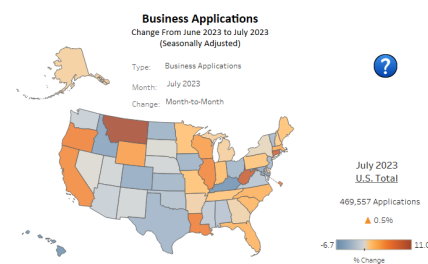 Business Applications
Change From June 2023 to July 2023
(Seasonally Adjusted)
Type: Business Applications
Month: July 2023
Change: Month-to-Month
?
July 2023
U.S. Total
469,557 Applications
▲ 0.5%
-6.7 11.0
% Change